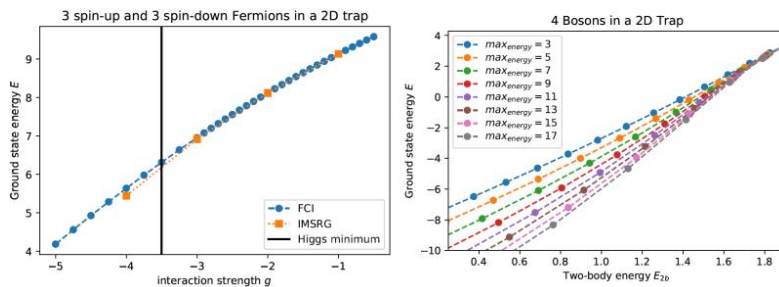 3 spin-up and 3 spin-down Fermions in a 2D trap
Ground state energy E
9
8
7
6
5
4
−5
−4
−3
−2
−1
interaction strength g
FCI
IMSRG
Higgs minimum
4 Bosons in a 2D Trap
Ground state energy E
4
2
0
−2
−4
−6
−8
−10
0.4
0.6
0.8
1.0
1.2
1.4
1.6
1.8
Two-body energy E₂b
max_energy = 3
max_energy = 5
max_energy = 7
max_energy = 9
max_energy = 11
max_energy = 13
max_energy = 15
max_energy = 17